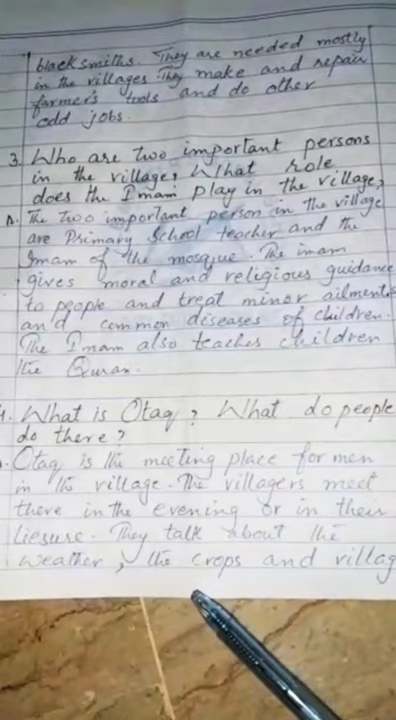 blacksmiths. They are needed mostly
in the villages They make and repair
farmer's tools and do other
odd jobs.
3. Who are two important persons
in the village, What role
does the Imam play in the village,
A. The two important person in the village
are Primary School teacher and the
Imam of the mosque. The imam
gives moral and religious guidance
to people and treat minor ailments
and common diseases of children.
The Imam also teaches children
the Quran.
4. What is Otaq? What do people
do there?
Otaq is the meeting place for men
in the village. The villagers meet
there in the evening or in their
liesure. They talk about the
weather, the crops and villag